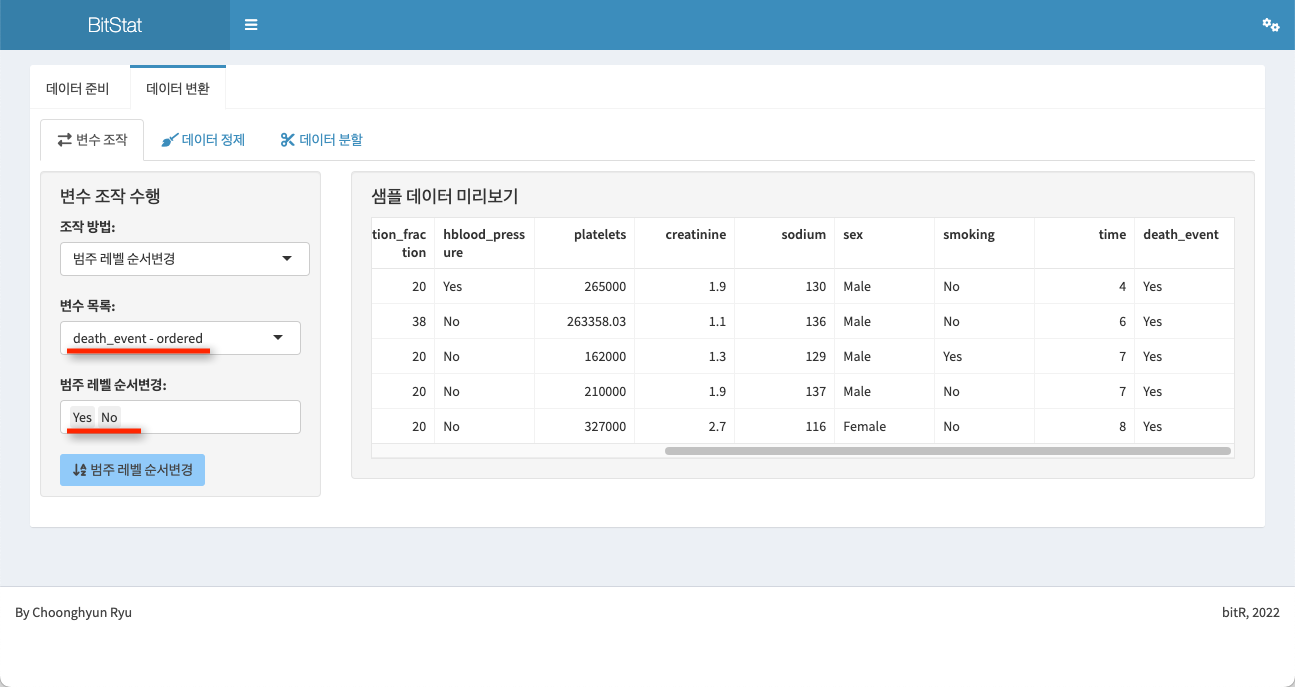 BitStat
데이터 준비 데이터 변환
변수 조작 데이터 정제 데이터 분할
변수 조작 수행
조작 방법:
범주 레벨 순서변경
변수 목록:
death_event - ordered
범주 레벨 순서변경:
Yes No
범주 레벨 순서변경
샘플 데이터 미리보기
tion_frac hblood_press platelets creatinine sodium sex smoking time death_event
tion ure
20 Yes 265000 1.9 130 Male No 4 Yes
38 No 263358.03 1.1 136 Male No 6 Yes
20 No 162000 1.3 129 Male Yes 7 Yes
20 No 210000 1.9 137 Male No 7 Yes
20 No 327000 2.7 116 Female No 8 Yes
By Choonghyun Ryu bitR, 2022